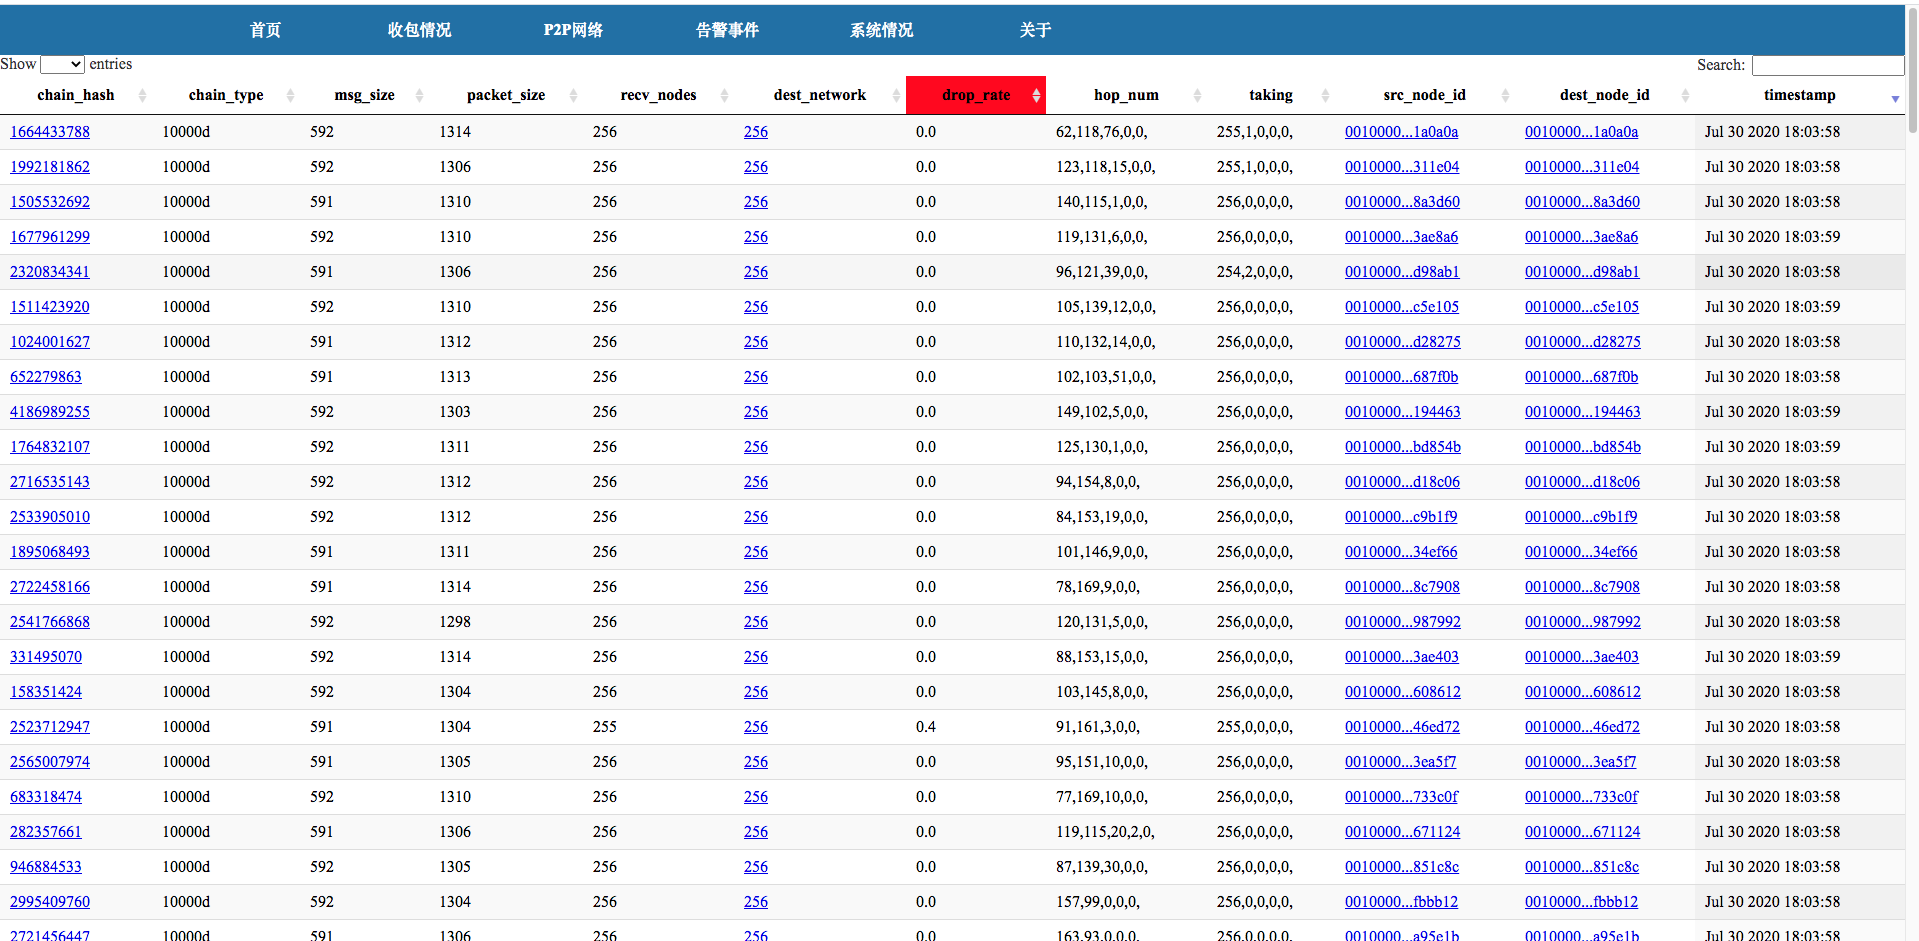 首页 收包情况 P2P网络 告警事件 系统情况 关于
Show entries Search:
chain_hash chain_type msg_size packet_size recv_nodes dest_network drop_rate hop_num taking src_node_id dest_node_id timestamp
1664433788 10000d 592 1314 256 256 0.0 62,118,76,0,0, 255,1,0,0,0, 0010000...1a0a0a 0010000...1a0a0a Jul 30 2020 18:03:58
1992181862 10000d 592 1306 256 256 0.0 123,118,15,0,0, 255,1,0,0,0, 0010000...311e04 0010000...311e04 Jul 30 2020 18:03:58
1505532692 10000d 591 1310 256 256 0.0 140,115,1,0,0, 256,0,0,0,0, 0010000...8a3d60 0010000...8a3d60 Jul 30 2020 18:03:58
1677961299 10000d 592 1310 256 256 0.0 119,131,6,0,0, 256,0,0,0,0, 0010000...3ae8a6 0010000...3ae8a6 Jul 30 2020 18:03:59
2320834341 10000d 591 1306 256 256 0.0 96,121,39,0,0, 254,2,0,0,0, 0010000...d98ab1 0010000...d98ab1 Jul 30 2020 18:03:58
1511423920 10000d 592 1310 256 256 0.0 105,139,12,0,0, 256,0,0,0,0, 0010000...c5e105 0010000...c5e105 Jul 30 2020 18:03:59
1024001627 10000d 591 1312 256 256 0.0 110,132,14,0,0, 256,0,0,0,0, 0010000...d28275 0010000...d28275 Jul 30 2020 18:03:58
652279863 10000d 591 1313 256 256 0.0 102,103,51,0,0, 256,0,0,0,0, 0010000...687f0b 0010000...687f0b Jul 30 2020 18:03:58
4186989255 10000d 592 1303 256 256 0.0 149,102,5,0,0, 256,0,0,0,0, 0010000...194463 0010000...194463 Jul 30 2020 18:03:59
1764832107 10000d 592 1311 256 256 0.0 125,130,1,0,0, 256,0,0,0,0, 0010000...bd854b 0010000...bd854b Jul 30 2020 18:03:59
2716535143 10000d 592 1312 256 256 0.0 94,154,8,0,0, 256,0,0,0,0, 0010000...d18c06 0010000...d18c06 Jul 30 2020 18:03:58
2533905010 10000d 592 1312 256 256 0.0 84,153,19,0,0, 256,0,0,0,0, 0010000...c9b1f9 0010000...c9b1f9 Jul 30 2020 18:03:58
1895068493 10000d 591 1311 256 256 0.0 101,146,9,0,0, 256,0,0,0,0, 0010000...34ef66 0010000...34ef66 Jul 30 2020 18:03:58
2722458166 10000d 591 1314 256 256 0.0 78,169,9,0,0, 256,0,0,0,0, 0010000...8c7908 0010000...8c7908 Jul 30 2020 18:03:58
2541766868 10000d 592 1298 256 256 0.0 120,131,5,0,0, 256,0,0,0,0, 0010000...987992 0010000...987992 Jul 30 2020 18:03:58
331495070 10000d 592 1314 256 256 0.0 88,153,15,0,0, 256,0,0,0,0, 0010000...3ae403 0010000...3ae403 Jul 30 2020 18:03:59
158351424 10000d 592 1304 256 256 0.0 103,145,8,0,0, 256,0,0,0,0, 0010000...608612 0010000...608612 Jul 30 2020 18:03:58
2523712947 10000d 591 1304 255 256 0.4 91,161,3,0,0, 255,0,0,0,0, 0010000...46ed72 0010000...46ed72 Jul 30 2020 18:03:58
2565007974 10000d 591 1305 256 256 0.0 95,151,10,0,0, 256,0,0,0,0, 0010000...3ea5f7 0010000...3ea5f7 Jul 30 2020 18:03:58
683318474 10000d 592 1310 256 256 0.0 77,169,10,0,0, 256,0,0,0,0, 0010000...733c0f 0010000...733c0f Jul 30 2020 18:03:58
282357661 10000d 591 1306 256 256 0.0 119,115,20,2,0, 256,0,0,0,0, 0010000...671124 0010000...671124 Jul 30 2020 18:03:58
946884533 10000d 592 1305 256 256 0.0 87,139,30,0,0, 256,0,0,0,0, 0010000...851c8c 0010000...851c8c Jul 30 2020 18:03:58
2995409760 10000d 592 1304 256 256 0.0 157,99,0,0,0, 256,0,0,0,0, 0010000...fbbb12 0010000...fbbb12 Jul 30 2020 18:03:58
2721456447 10000d 591 1306 256 256 0.0 163,93,0,0,0, 256,0,0,0,0, 0010000...a95e1b 0010000...a95e1b Jul 30 2020 18:03:58